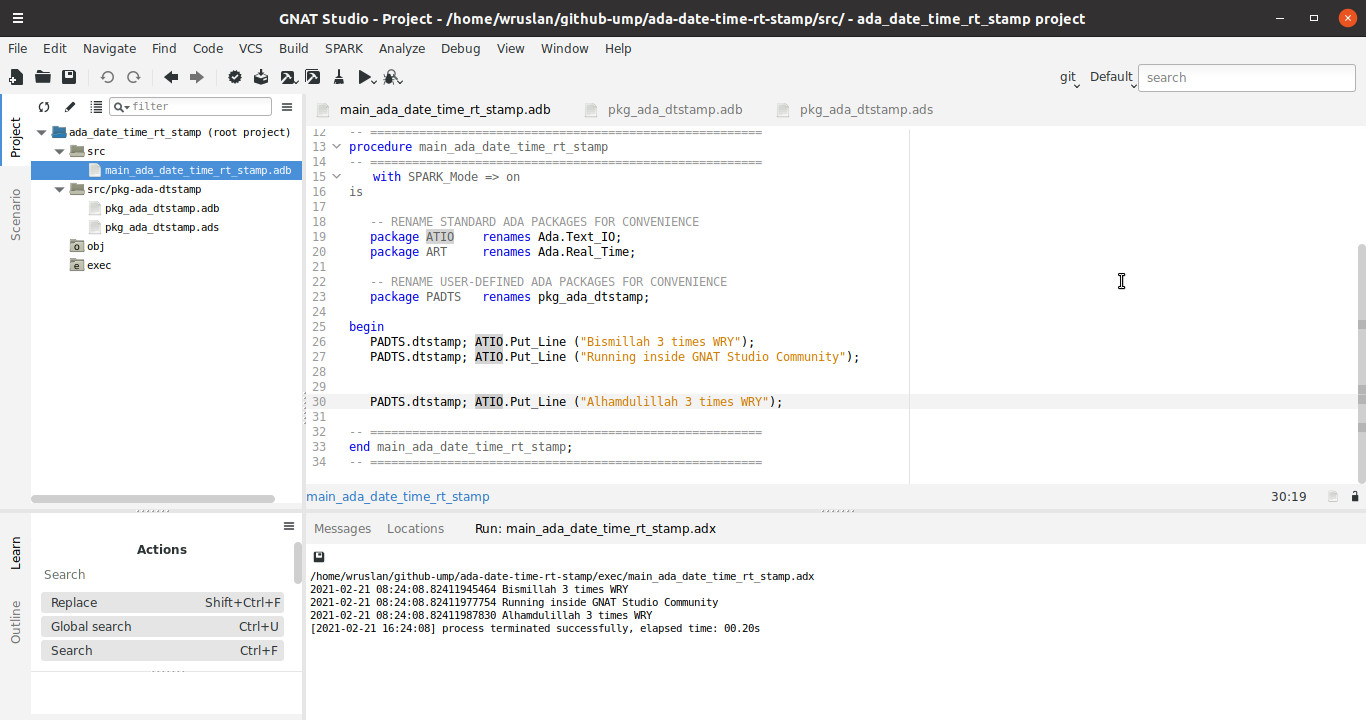 GNAT Studio - Project - /home/wruslan/github-ump/ada-date-time-rt-stamp/src/ - ada_date_time_rt_stamp project
File Edit Navigate Find Code VCS Build SPARK Analyze Debug View Window Help
git Default search
Project
Scenario
filter
ada_date_time_rt_stamp (root project)
src
main_ada_date_time_rt_stamp.adb
src/pkg-ada-dtstamp
pkg_ada_dtstamp.adb
pkg_ada_dtstamp.ads
obj
exec
main_ada_date_time_rt_stamp.adb pkg_ada_dtstamp.adb pkg_ada_dtstamp.ads
12 -- ========================================================
13 procedure main_ada_date_time_rt_stamp
14 -- ========================================================
15 with SPARK_Mode => on
16 is
17
18 -- RENAME STANDARD ADA PACKAGES FOR CONVENIENCE
19 package ATIO renames Ada.Text_IO;
20 package ART renames Ada.Real_Time;
21
22 -- RENAME USER-DEFINED ADA PACKAGES FOR CONVENIENCE
23 package PADTS renames pkg_ada_dtstamp;
24
25 begin
26 PADTS.dtstamp; ATIO.Put_Line ("Bismillah 3 times WRY");
27 PADTS.dtstamp; ATIO.Put_Line ("Running inside GNAT Studio Community");
28
29
30 PADTS.dtstamp; ATIO.Put_Line ("Alhamdulillah 3 times WRY");
31
32 -- ========================================================
33 end main_ada_date_time_rt_stamp;
34 -- ========================================================
main_ada_date_time_rt_stamp 30:19
Learn
Outline
Actions
Search
Replace Shift+Ctrl+F
Global search Ctrl+U
Search Ctrl+F
Messages Locations Run: main_ada_date_time_rt_stamp.adx
/home/wruslan/github-ump/ada-date-time-rt-stamp/exec/main_ada_date_time_rt_stamp.adx
2021-02-21 08:24:08.82411945464 Bismillah 3 times WRY
2021-02-21 08:24:08.82411977754 Running inside GNAT Studio Community
2021-02-21 08:24:08.82411987830 Alhamdulillah 3 times WRY
[2021-02-21 16:24:08] process terminated successfully, elapsed time: 00.20s